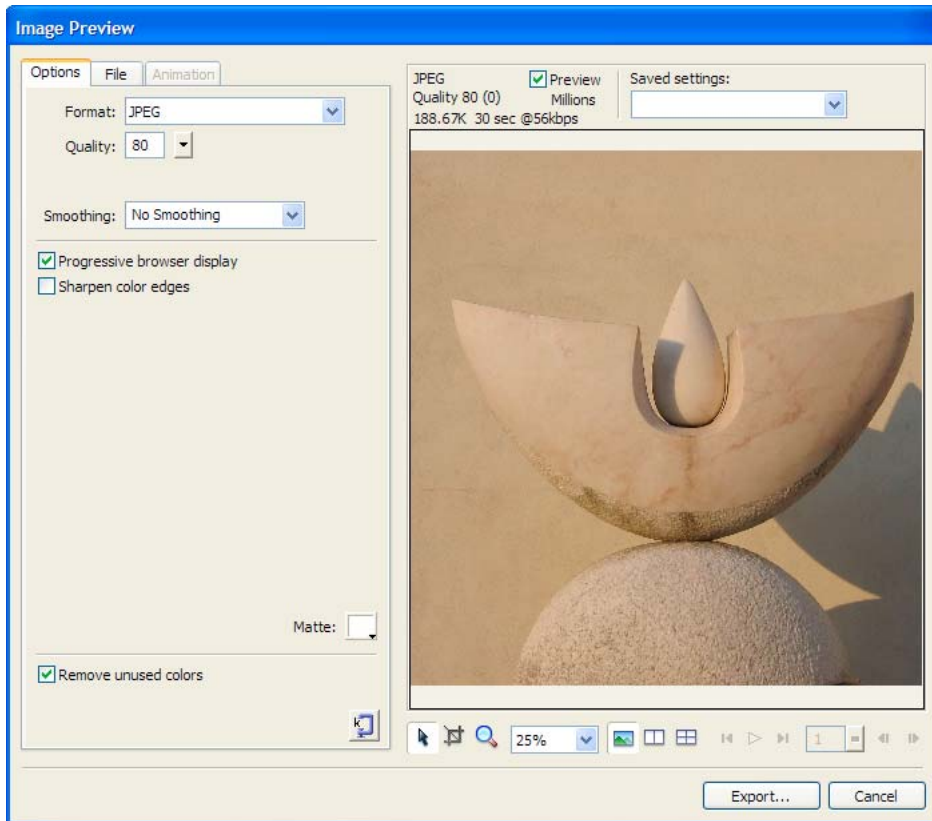 Image Preview
Options File Animation
Format: JPEG
Quality: 80
Smoothing: No Smoothing
Progressive browser display
Sharpen color edges
Matte:
Remove unused colors
JPEG Preview Saved settings:
Quality 80 (0) Millions
188.67K 30 sec @56kbps
25% 1
Export... Cancel